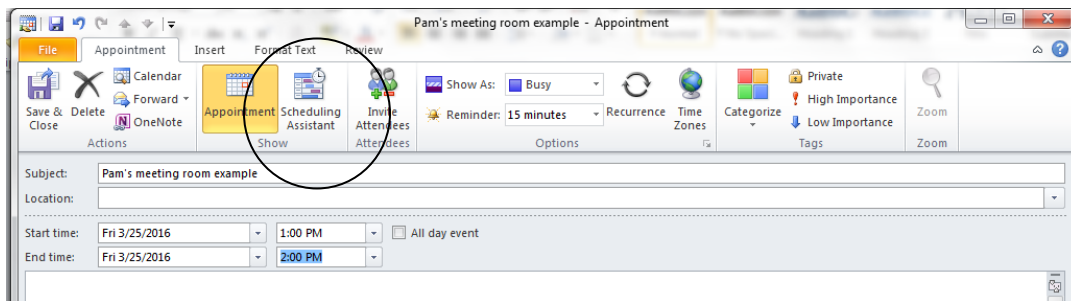 Pam's meeting room example - Appointment
File Appointment Insert Format Text Review
Save & Close
Delete
Calendar
Forward
OneNote
Actions
Appointment
Scheduling Assistant
Show
Invite Attendees
Attendees
Show As: Busy
Reminder: 15 minutes
Recurrence
Time Zones
Options
Categorize
Private
High Importance
Low Importance
Tags
Zoom
Zoom
Subject: Pam's meeting room example
Location:
Start time: Fri 3/25/2016 1:00 PM All day event
End time: Fri 3/25/2016 2:00 PM